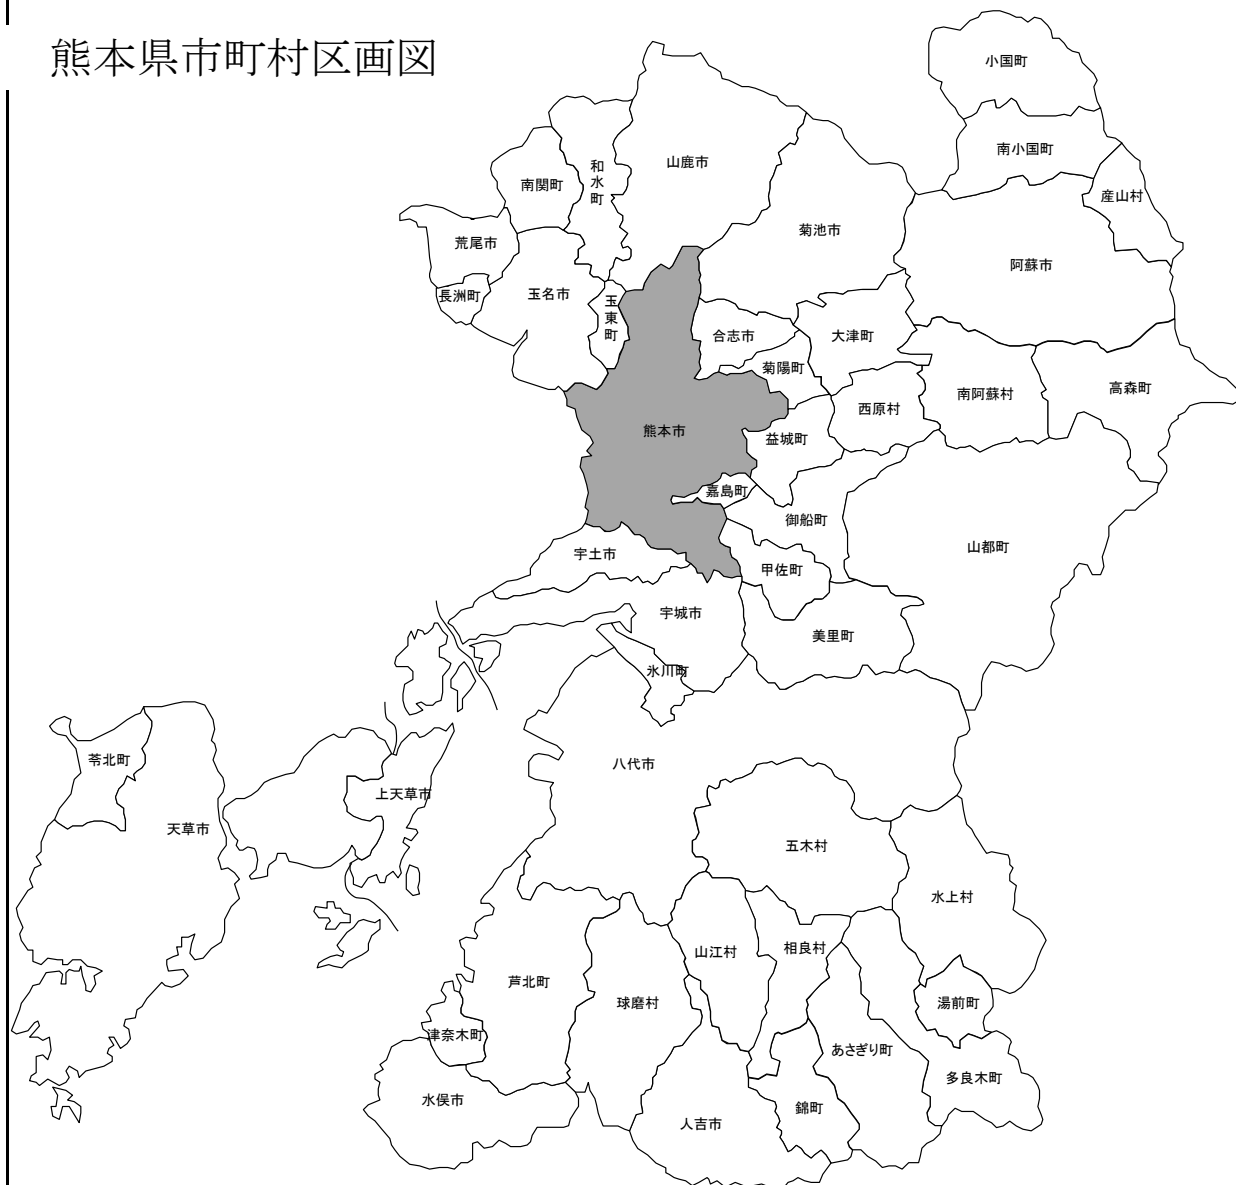 熊本県市町村区画図
小国町
南小国町
産山村
山鹿市
和水町
南関町
菊池市
荒尾市
阿蘇市
長洲町
玉名市
玉東町
合志市
大津町
菊陽町
南阿蘇村
高森町
西原村
熊本市
益城町
嘉島町
御船町
山都町
宇土市
甲佐町
宇城市
美里町
氷川町
苓北町
八代市
上天草市
天草市
五木村
水上村
山江村
相良村
芦北町
球磨村
湯前町
津奈木町
あさぎり町
多良木町
水俣市
錦町
人吉市